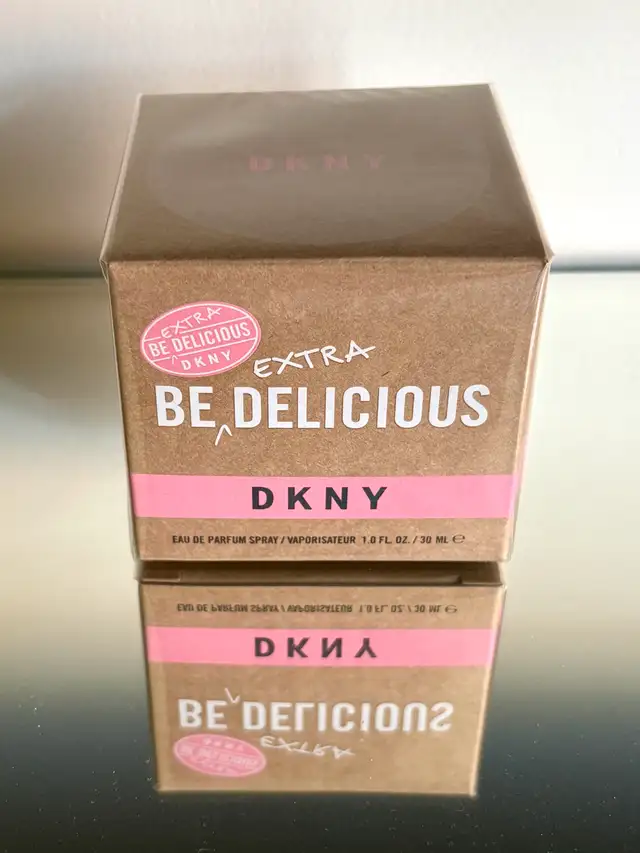 DKNY
EXTRA
BE DELICIOUS
DKNY
EXTRA
BE DELICIOUS
DKNY
EAU DE PARFUM SPRAY / VAPORISATEUR 1.0 FL. OZ. / 30 ML ℮